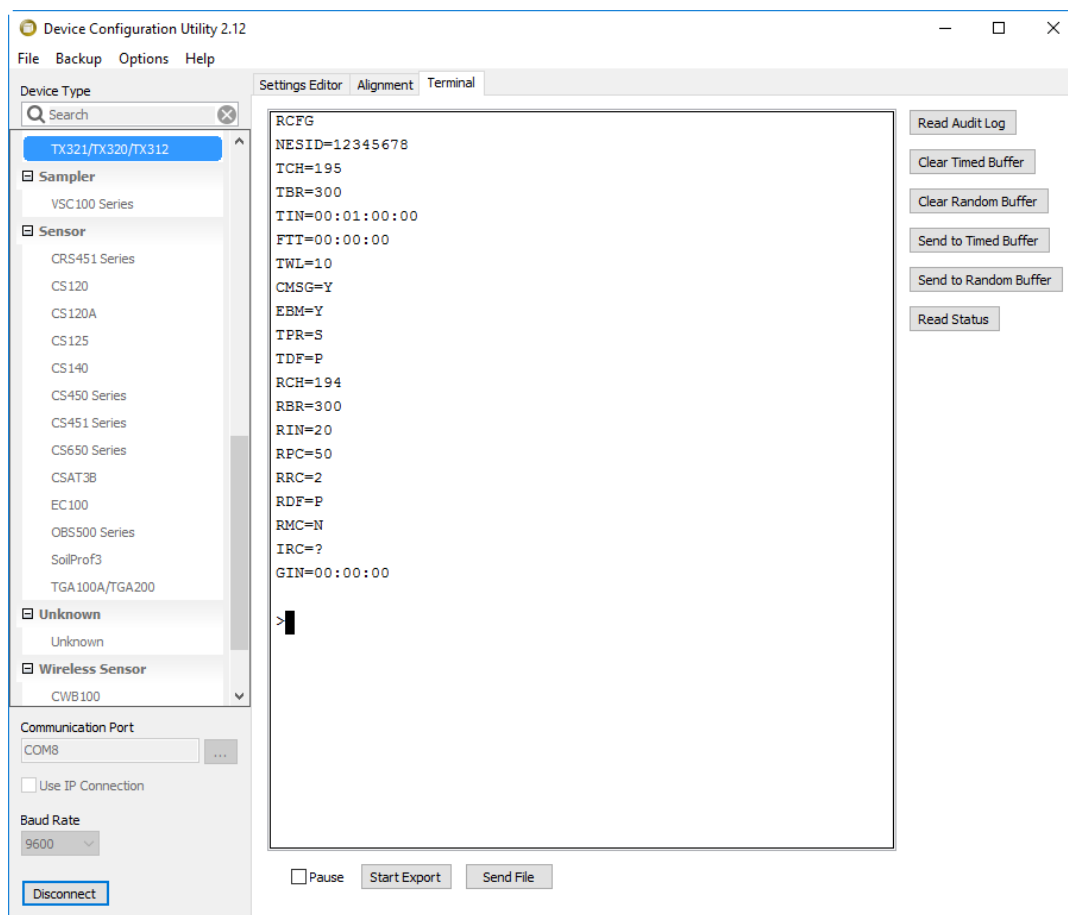 Device Configuration Utility 2.12
File Backup Options Help
Device Type
Search
TX321/TX320/TX312
Sampler
VSC100 Series
Sensor
CRS451 Series
CS120
CS120A
CS125
CS140
CS450 Series
CS451 Series
CS650 Series
CSAT3B
EC100
OBS500 Series
SoilProf3
TGA100A/TGA200
Unknown
Unknown
Wireless Sensor
CWB100
Communication Port
COM8
...
Use IP Connection
Baud Rate
9600
Disconnect
Settings Editor Alignment Terminal
RCFG
NESID=12345678
TCH=195
TBR=300
TIN=00:01:00:00
FTT=00:00:00
TWL=10
CMSG=Y
EBM=Y
TPR=S
TDF=P
RCH=194
RBR=300
RIN=20
RPC=50
RRC=2
RDF=P
RMC=N
IRC=?
GIN=00:00:00
>
Pause Start Export Send File
Read Audit Log
Clear Timed Buffer
Clear Random Buffer
Send to Timed Buffer
Send to Random Buffer
Read Status